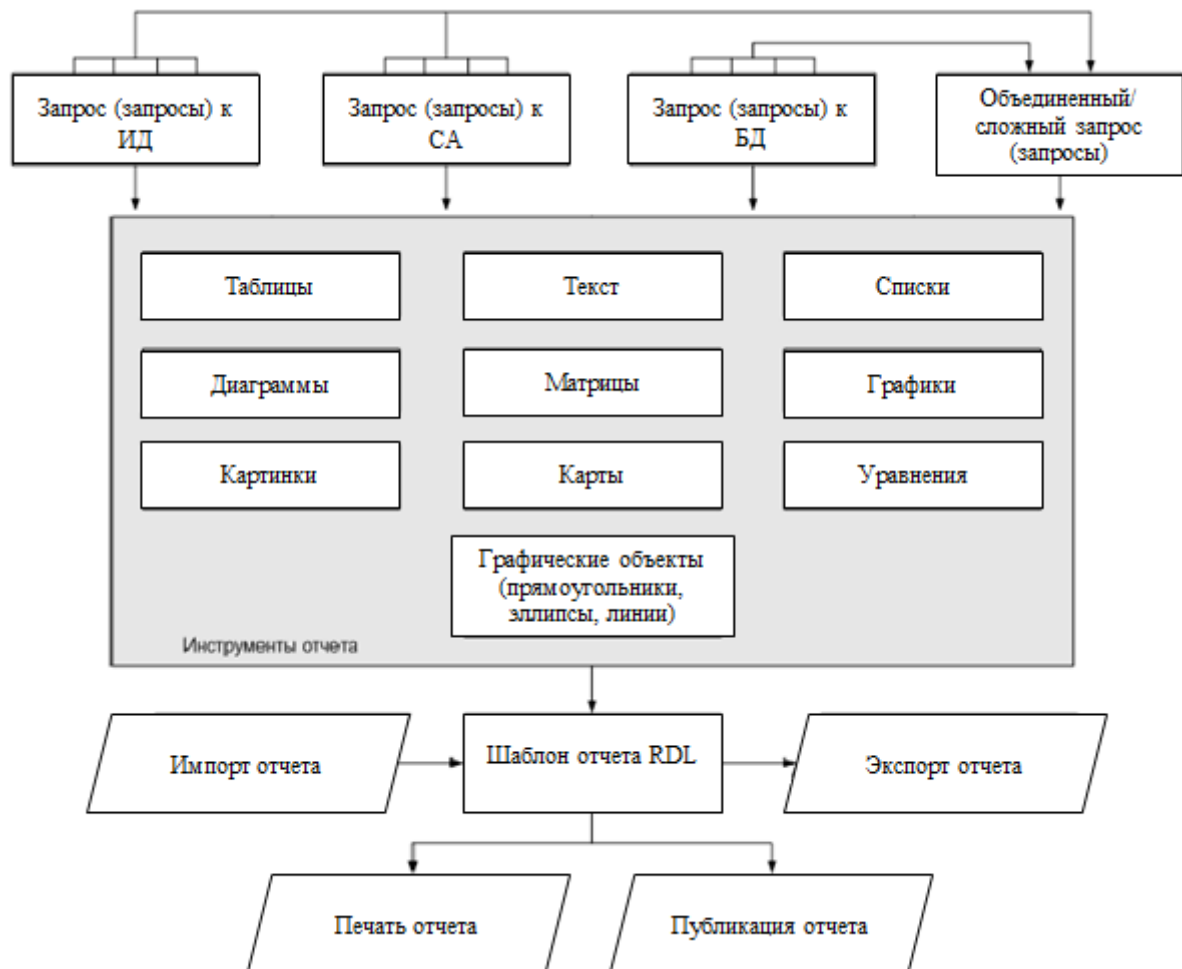 Запрос (запросы) к
ИД
Запрос (запросы) к
СА
Запрос (запросы) к
БД
Объединенный/
сложный запрос
(запросы)
Таблицы
Текст
Списки
Диаграммы
Матрицы
Графики
Картинки
Карты
Уравнения
Графические объекты
(прямоугольники,
эллипсы, линии)
Инструменты отчета
Импорт отчета
Шаблон отчета RDL
Экспорт отчета
Печать отчета
Публикация отчета